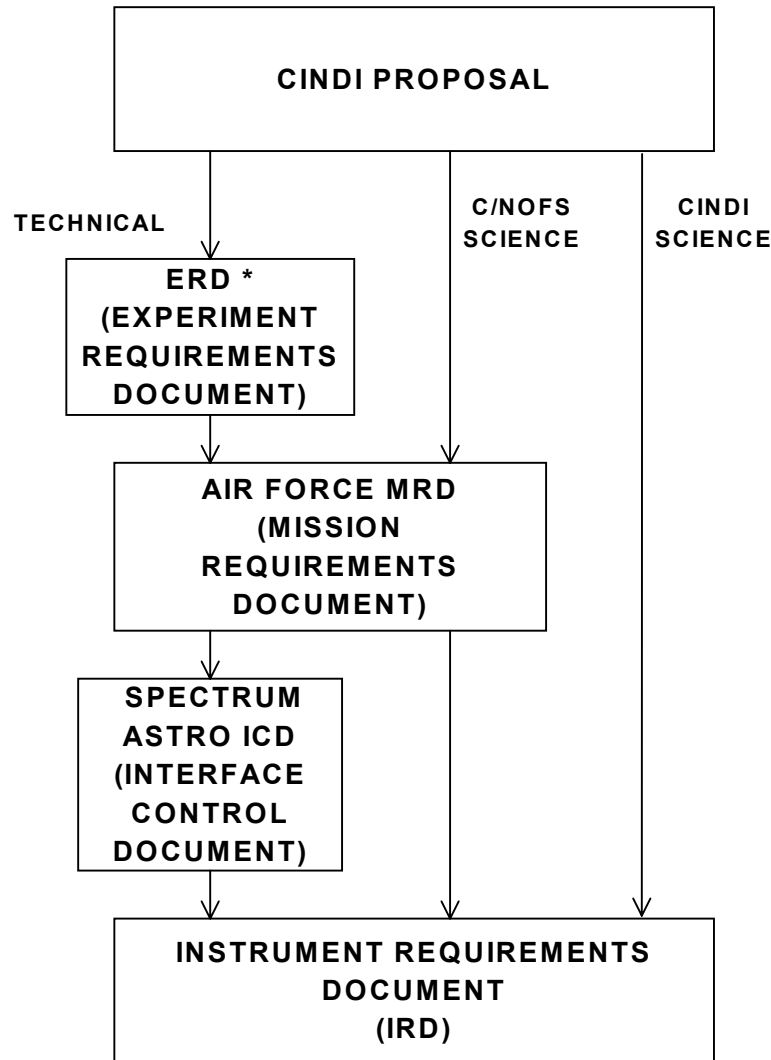 CINDI PROPOSAL
TECHNICAL
C/NOFS
SCIENCE
CINDI
SCIENCE
ERD *
(EXPERIMENT
REQUIREMENTS
DOCUMENT)
AIR FORCE MRD
(MISSION
REQUIREMENTS
DOCUMENT)
SPECTRUM
ASTRO ICD
(INTERFACE
CONTROL
DOCUMENT)
INSTRUMENT REQUIREMENTS
DOCUMENT
(IRD)